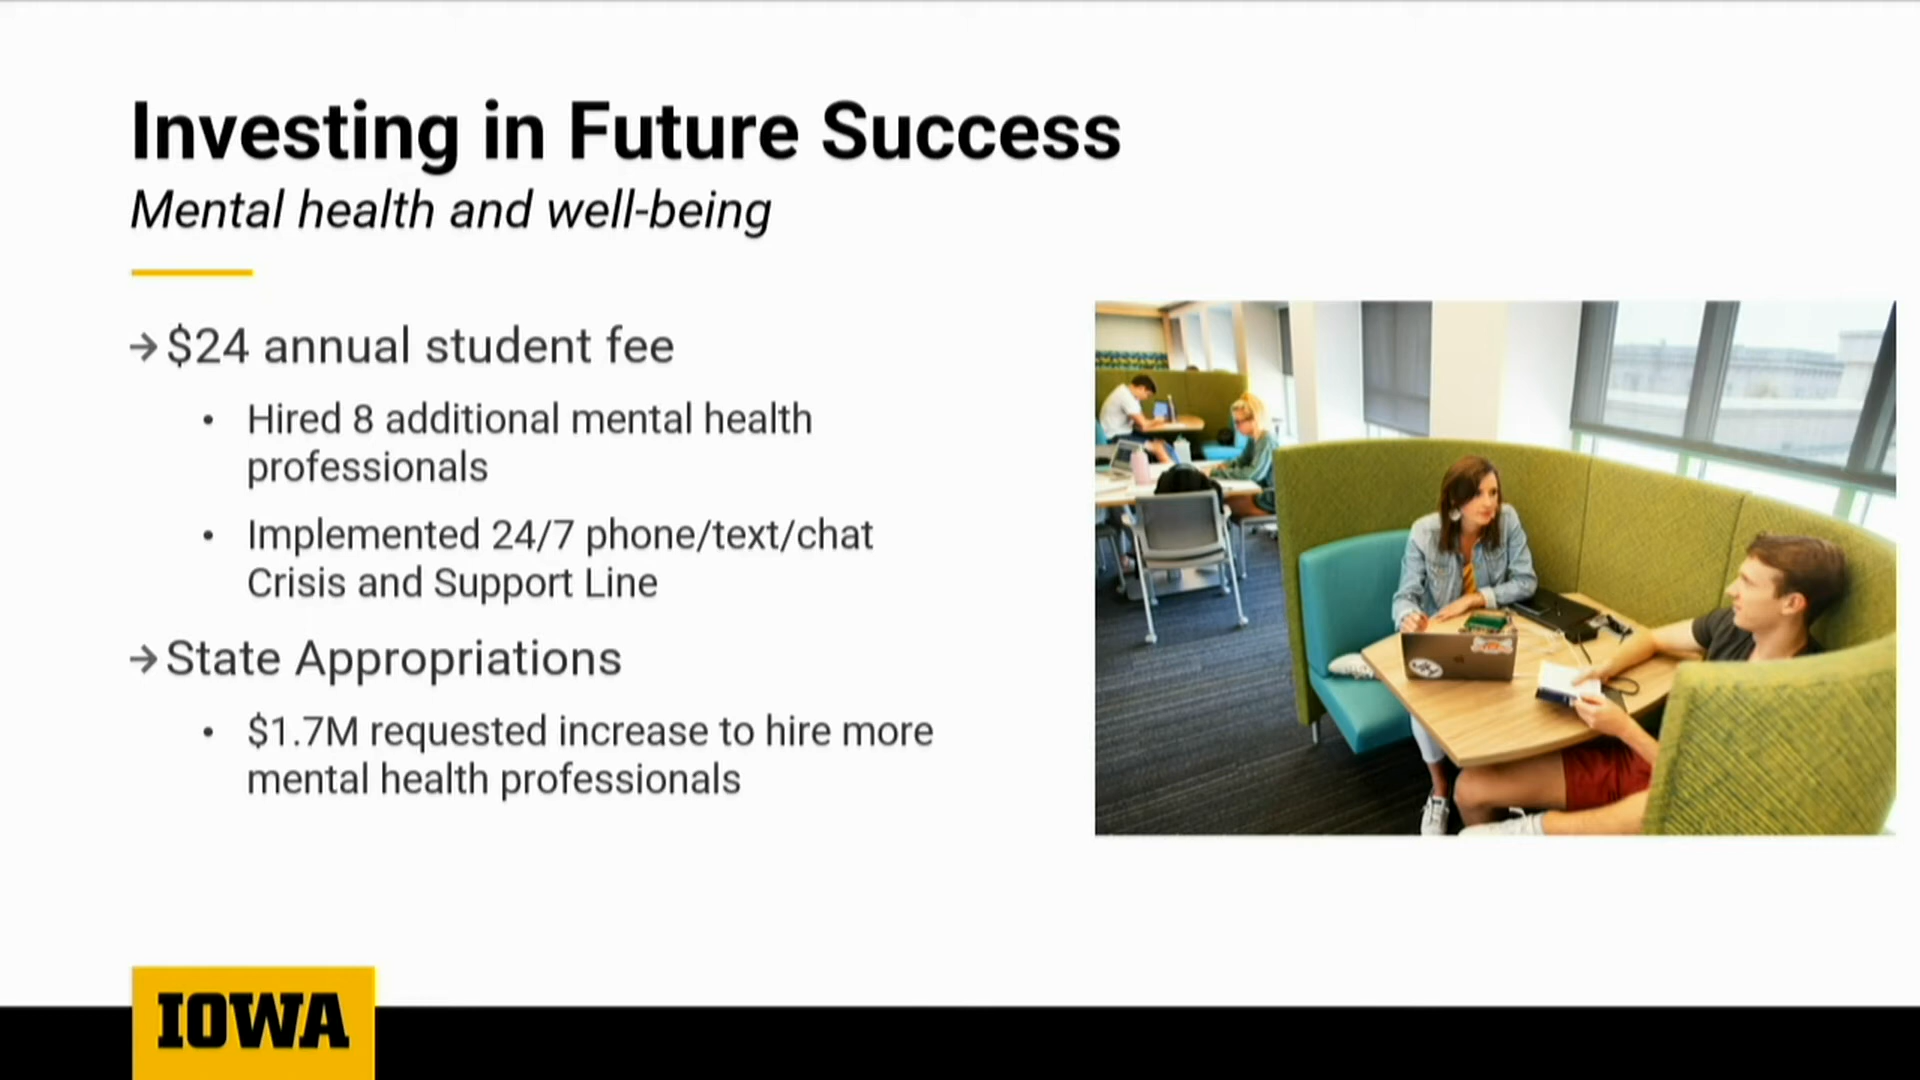 Investing in Future Success
Mental health and well-being
→ $24 annual student fee
• Hired 8 additional mental health
professionals
• Implemented 24/7 phone/text/chat
Crisis and Support Line
→ State Appropriations
• $1.7M requested increase to hire more
mental health professionals
IOWA